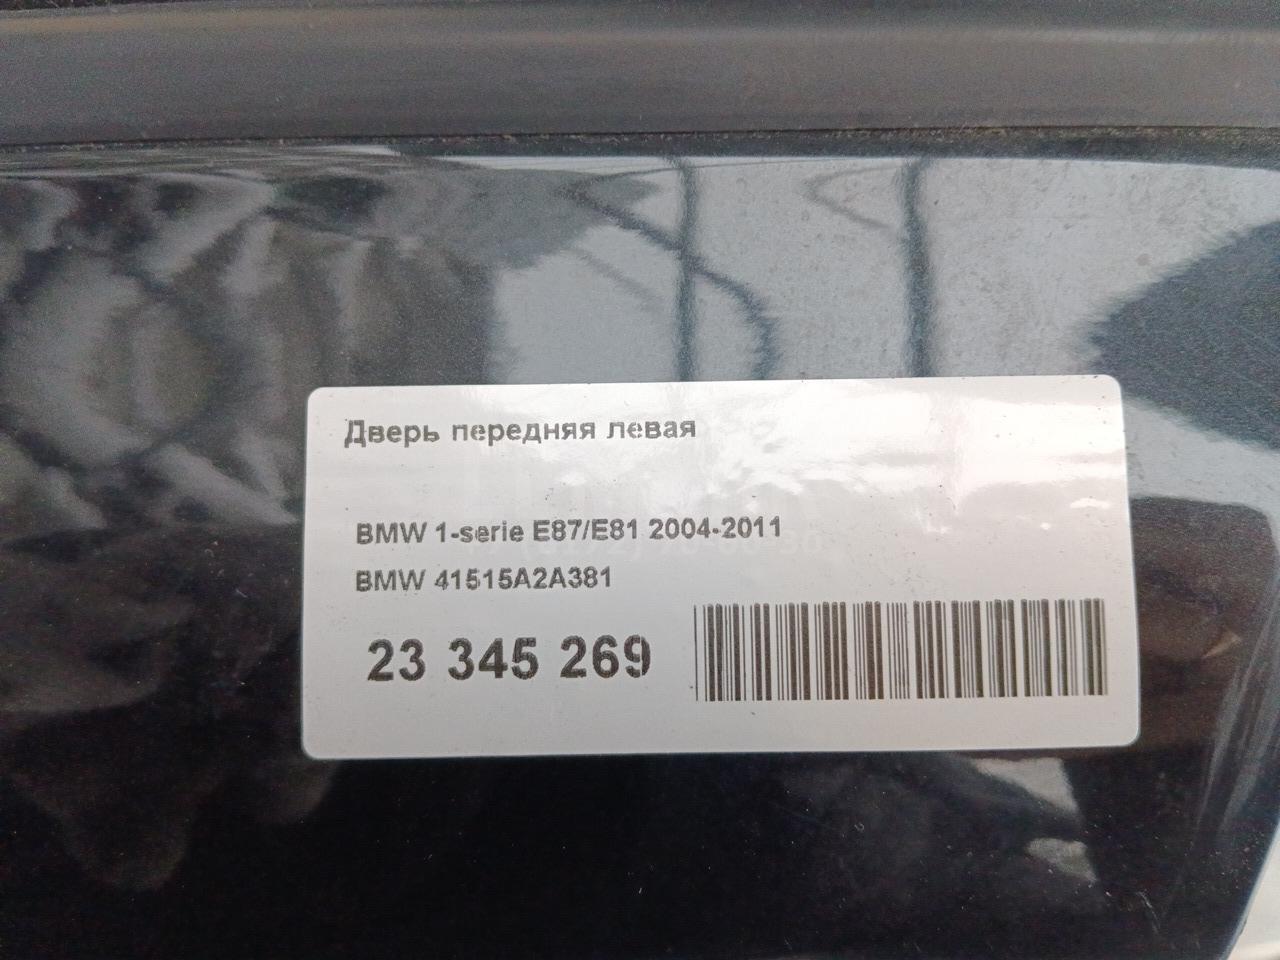 Дверь передняя левая
BMW 1-serie E87/E81 2004-2011
BMW 41515A2A381
23 345 269